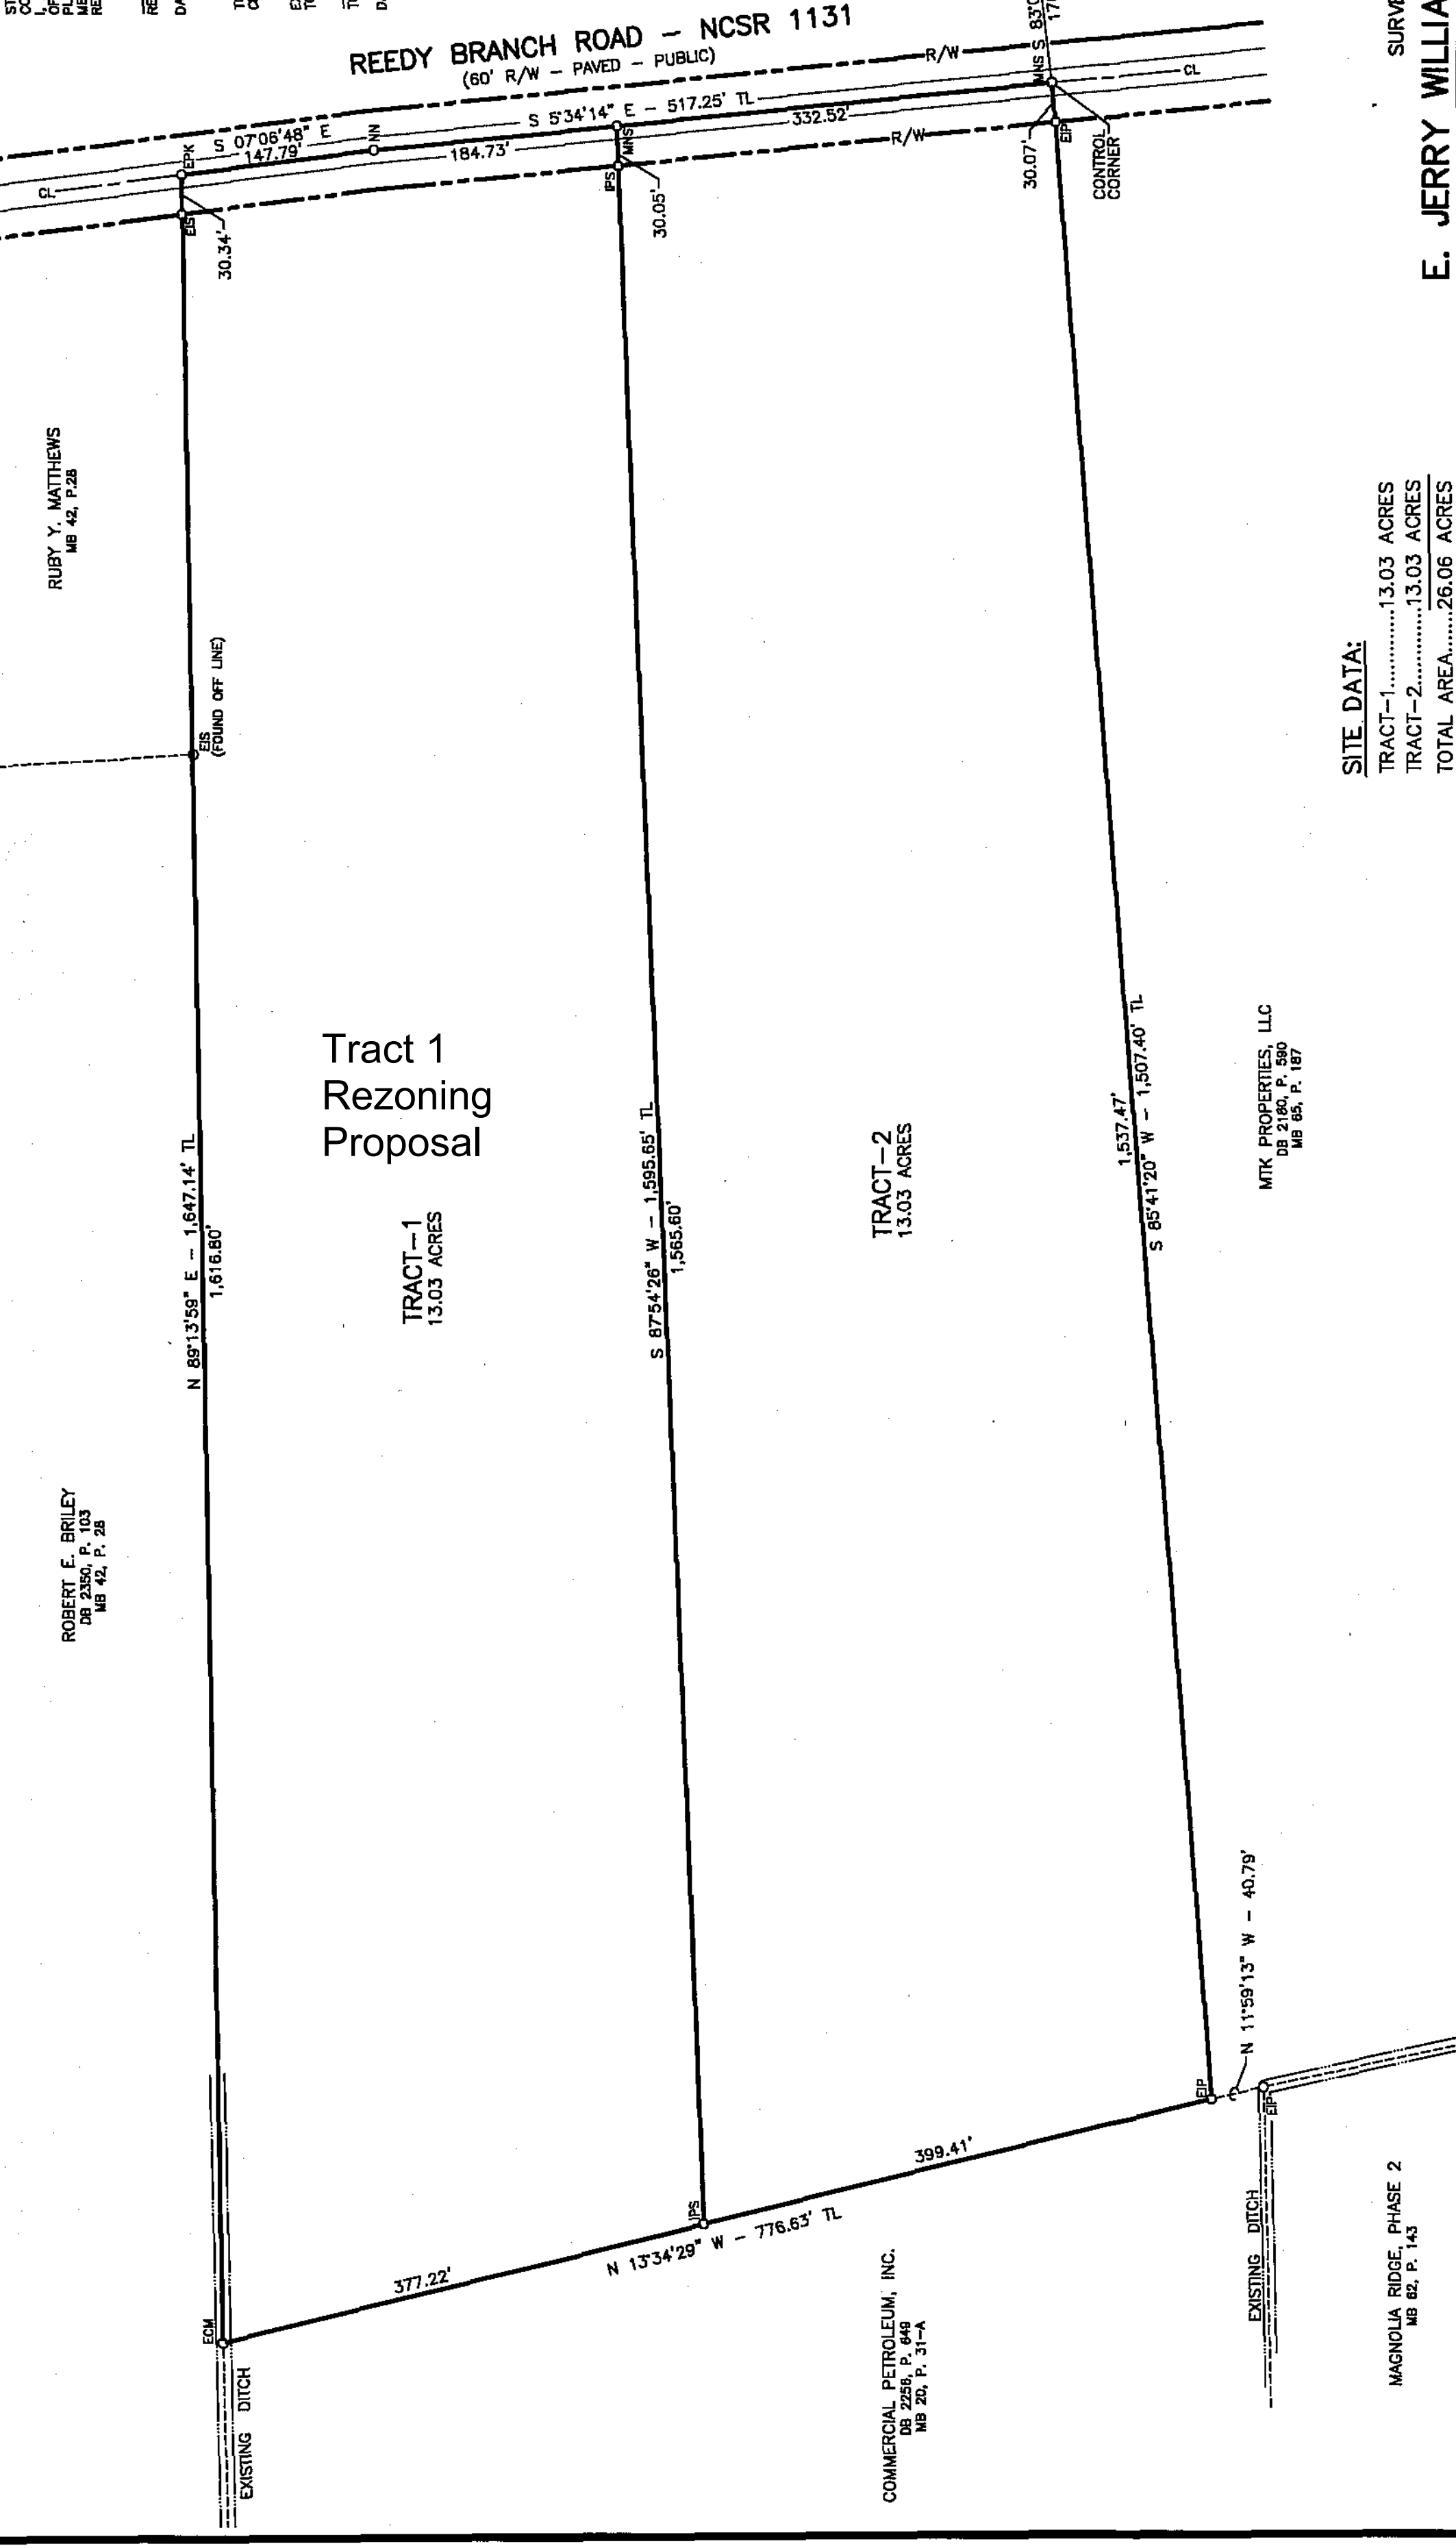 REEDY BRANCH ROAD – NCSR 1131
(60' R/W – PAVED – PUBLIC)
R/W
CL
MNS
S 5°34'14" E – 517.25' TL
332.52'
R/W
S 07°06'48" E
147.79'
NN
184.73'
EPK
CL
EIS
30.34'
IPS
MNS
30.05'
30.07'
EIP
CONTROL
CORNER
RUBY Y. MATTHEWS
MB 42, P.28
EIS
(FOUND OFF LINE)
Tract 1
Rezoning
Proposal
N 89°13'59" E – 1,647.14' TL
1,616.80'
TRACT–1
13.03 ACRES
S 87°54'26" W – 1,595.65' TL
1,565.60'
TRACT–2
13.03 ACRES
1,537.47'
S 85°41'20" W – 1,507.40' TL
MTK PROPERTIES, LLC
DB 2180, P. 590
MB 65, P. 187
SITE DATA:
TRACT–1............13.03 ACRES
TRACT–2............13.03 ACRES
TOTAL AREA......26.06 ACRES
E. JERRY WILLIA
SURVE
ROBERT E. BRILEY
DB 2350, P. 103
MB 42, P. 28
N 11°59'13" W – 40.79'
EIP
EIP
399.41'
IPS
N 13°34'29" W – 776.63' TL
377.22'
ECM
EXISTING DITCH
COMMERCIAL PETROLEUM, INC.
DB 2258, P. 649
MB 20, P. 31–A
EXISTING DITCH
MAGNOLIA RIDGE, PHASE 2
MB 62, P. 143